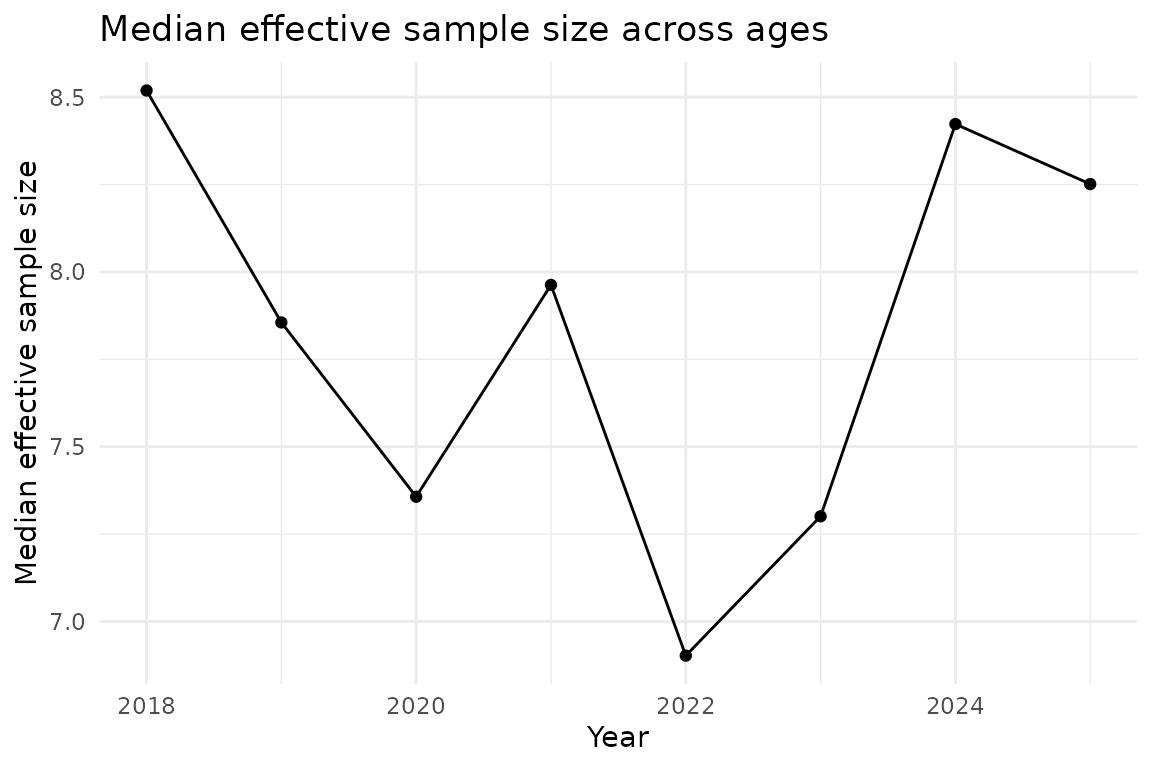 Median effective sample size across ages
Median effective sample size
8.5
8.0
7.5
7.0
2018 2020 2022 2024
Year